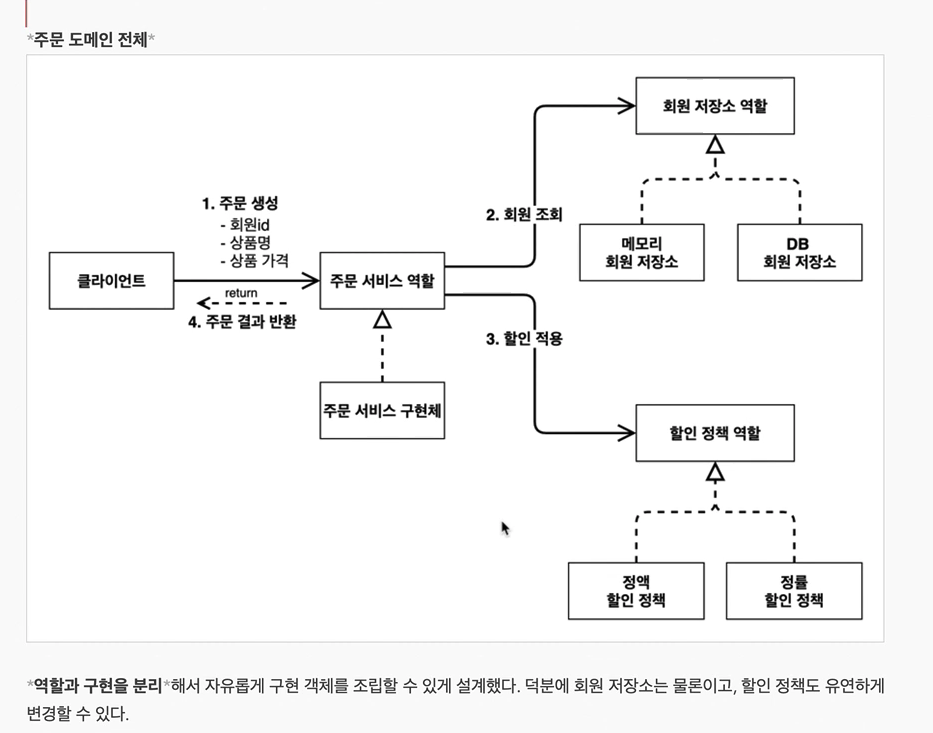 *주문 도메인 전체*
회원 저장소 역할
1. 주문 생성
- 회원id
- 상품명
- 상품 가격
2. 회원 조회
메모리
회원 저장소
DB
회원 저장소
클라이언트
주문 서비스 역할
return
4. 주문 결과 반환
3. 할인 적용
주문 서비스 구현체
할인 정책 역할
정액
할인 정책
정률
할인 정책
*역할과 구현을 분리*해서 자유롭게 구현 객체를 조립할 수 있게 설계했다. 덕분에 회원 저장소는 물론이고, 할인 정책도 유연하게
변경할 수 있다.